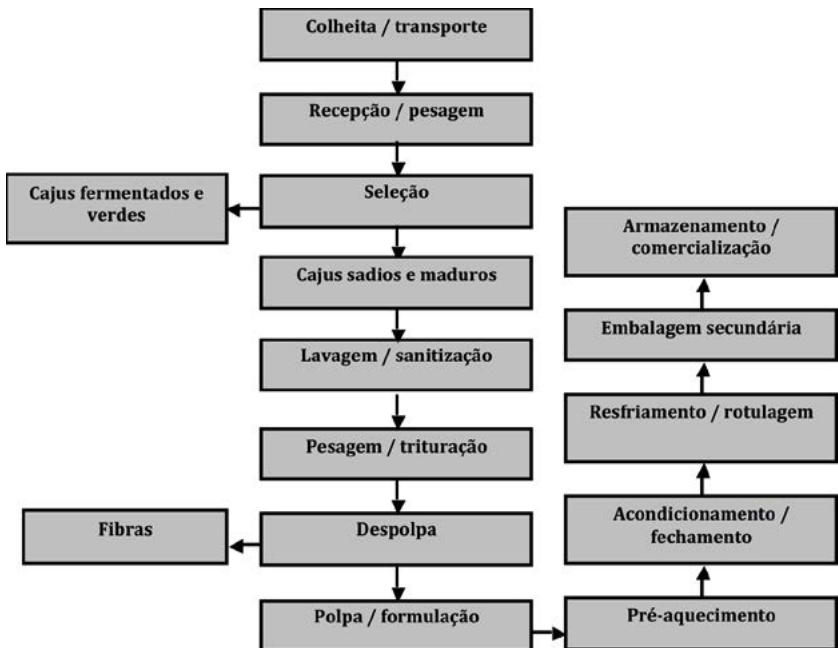 Colheita / transporte
Recepção / pesagem
Cajus fermentados e
verdes
Seleção
Cajus sadios e maduros
Lavagem / sanitização
Pesagem / trituração
Fibras
Despolpa
Polpa / formulação
Pré-aquecimento
Acondicionamento /
fechamento
Resfriamento / rotulagem
Embalagem secundária
Armazenamento /
comercialização